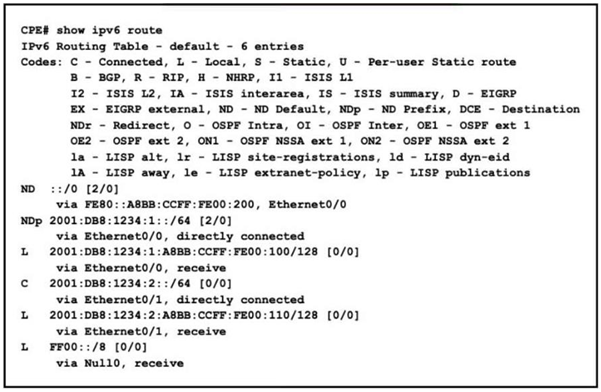 CPE# show ipv6 route
IPv6 Routing Table - default - 6 entries
Codes: C - Connected, L - Local, S - Static, U - Per-user Static route
B - BGP, R - RIP, H - NHRP, I1 - ISIS L1
I2 - ISIS L2, IA - ISIS interarea, IS - ISIS summary, D - EIGRP
EX - EIGRP external, ND - ND Default, NDp - ND Prefix, DCE - Destination
NDr - Redirect, O - OSPF Intra, OI - OSPF Inter, OE1 - OSPF ext 1
OE2 - OSPF ext 2, ON1 - OSPF NSSA ext 1, ON2 - OSPF NSSA ext 2
la - LISP alt, lr - LISP site-registrations, ld - LISP dyn-eid
lA - LISP away, le - LISP extranet-policy, lp - LISP publications
ND ::/0 [2/0]
via FE80::A8BB:CCFF:FE00:200, Ethernet0/0
NDp 2001:DB8:1234:1::/64 [2/0]
via Ethernet0/0, directly connected
L 2001:DB8:1234:1:A8BB:CCFF:FE00:100/128 [0/0]
via Ethernet0/0, receive
C 2001:DB8:1234:2::/64 [0/0]
via Ethernet0/1, directly connected
L 2001:DB8:1234:2:A8BB:CCFF:FE00:110/128 [0/0]
via Ethernet0/1, receive
L FF00::/8 [0/0]
via Null0, receive